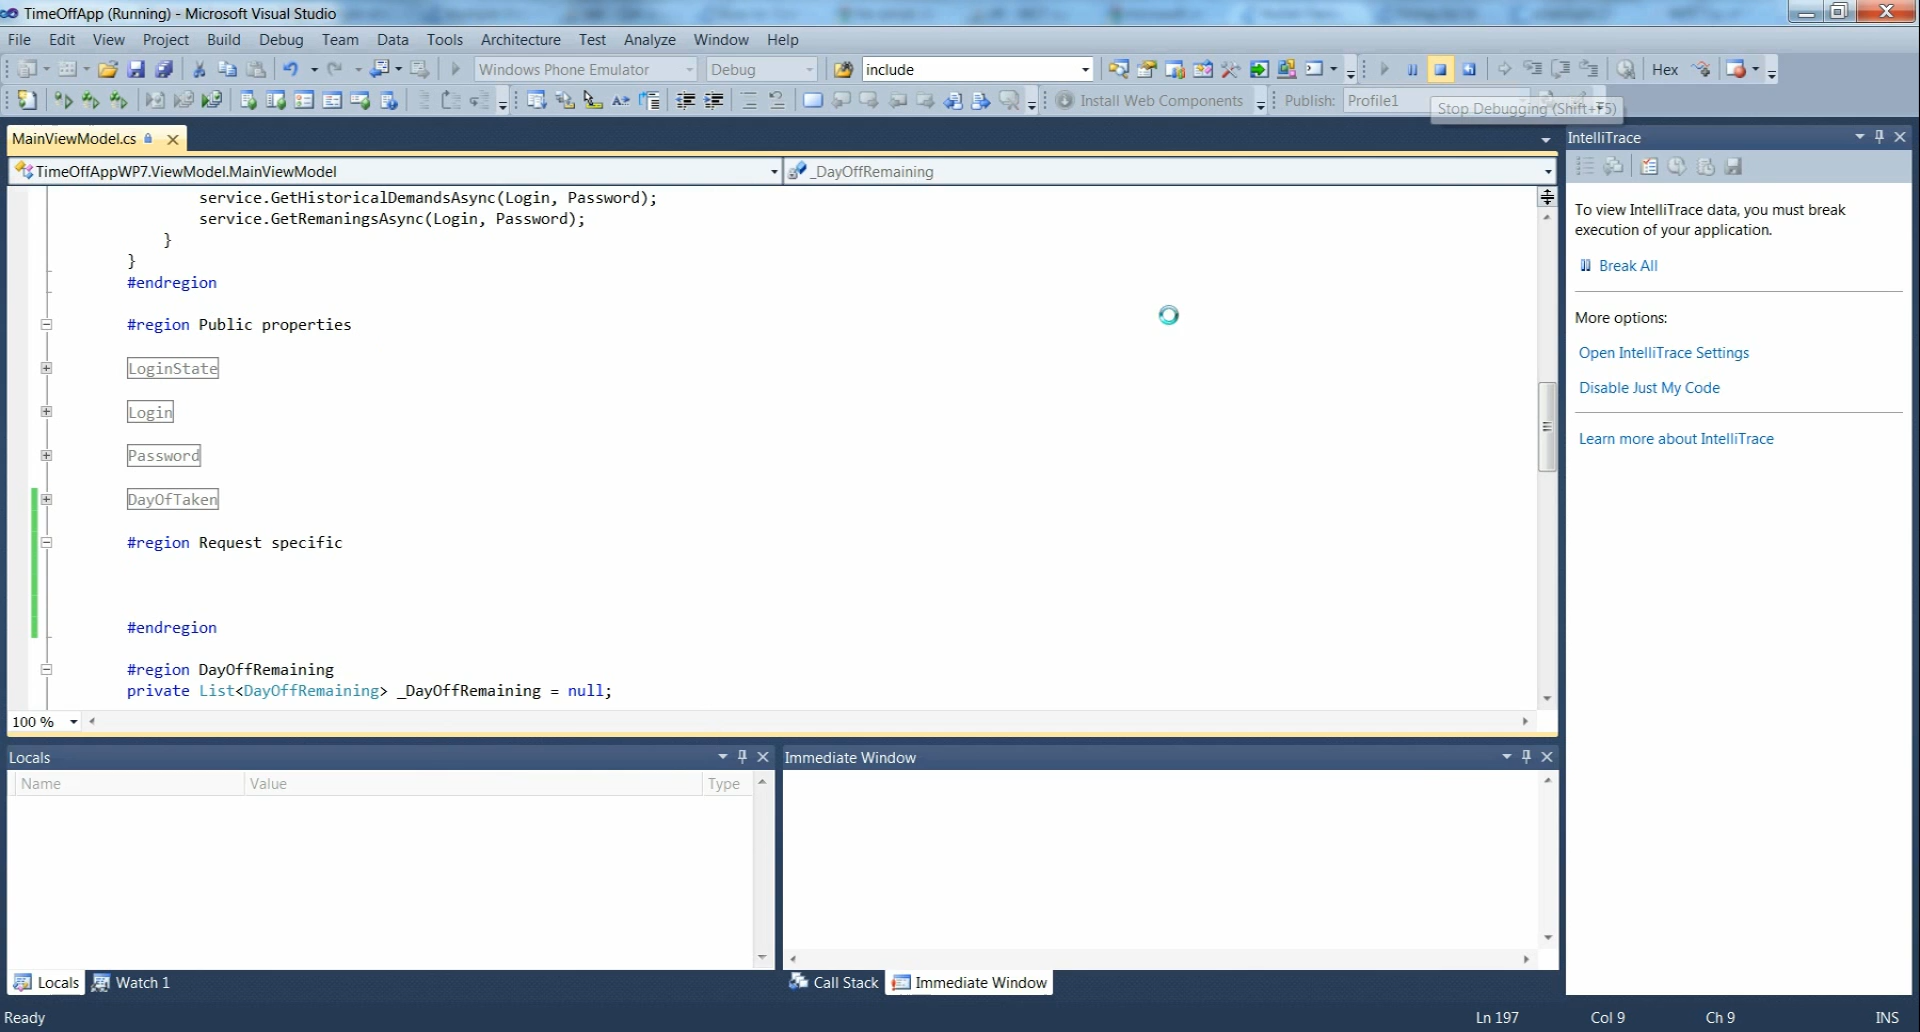 TimeOffApp (Running) - Microsoft Visual Studio
File Edit View Project Build Debug Team Data Tools Architecture Test Analyze Window Help
Windows Phone Emulator Debug include Hex
Install Web Components Publish: Profile1
Stop Debugging (Shift+F5)
MainViewModel.cs
TimeOffAppWP7.ViewModel.MainViewModel _DayOffRemaining
service.GetHistoricalDemandsAsync(Login, Password);
service.GetRemaningsAsync(Login, Password);
}
}
#endregion
#region Public properties
LoginState
Login
Password
DayOfTaken
#region Request specific
#endregion
#region DayOffRemaining
private List<DayOffRemaining> _DayOffRemaining = null;
100 %
IntelliTrace
To view IntelliTrace data, you must break
execution of your application.
Break All
More options:
Open IntelliTrace Settings
Disable Just My Code
Learn more about IntelliTrace
Locals
Name Value Type
Immediate Window
Locals Watch 1
Call Stack Immediate Window
Ready Ln 197 Col 9 Ch 9 INS